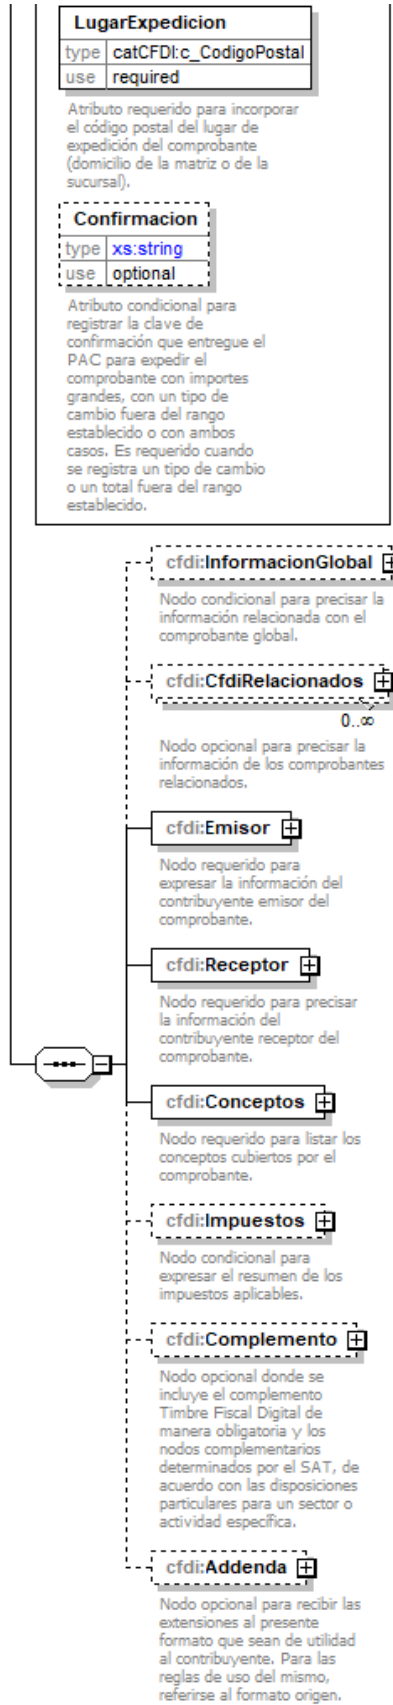 LugarExpedicion
type catCFDI:c_CodigoPostal
use required
Atributo requerido para incorporar
el código postal del lugar de
expedición del comprobante
(domicilio de la matriz o de la
sucursal).
Confirmacion
type xs:string
use optional
Atributo condicional para
registrar la clave de
confirmación que entregue el
PAC para expedir el
comprobante con importes
grandes, con un tipo de
cambio fuera del rango
establecido o con ambos
casos. Es requerido cuando
se registra un tipo de cambio
o un total fuera del rango
establecido.
cfdi:InformacionGlobal
Nodo condicional para precisar la
información relacionada con el
comprobante global.
cfdi:CfdiRelacionados
0..∞
Nodo opcional para precisar la
información de los comprobantes
relacionados.
cfdi:Emisor
Nodo requerido para
expresar la información del
contribuyente emisor del
comprobante.
cfdi:Receptor
Nodo requerido para precisar
la información del
contribuyente receptor del
comprobante.
cfdi:Conceptos
Nodo requerido para listar los
conceptos cubiertos por el
comprobante.
cfdi:Impuestos
Nodo condicional para
expresar el resumen de los
impuestos aplicables.
cfdi:Complemento
Nodo opcional donde se
incluye el complemento
Timbre Fiscal Digital de
manera obligatoria y los
nodos complementarios
determinados por el SAT, de
acuerdo con las disposiciones
particulares para un sector o
actividad específica.
cfdi:Addenda
Nodo opcional para recibir las
extensiones al presente
formato que sean de utilidad
al contribuyente. Para las
reglas de uso del mismo,
referirse al formato origen.